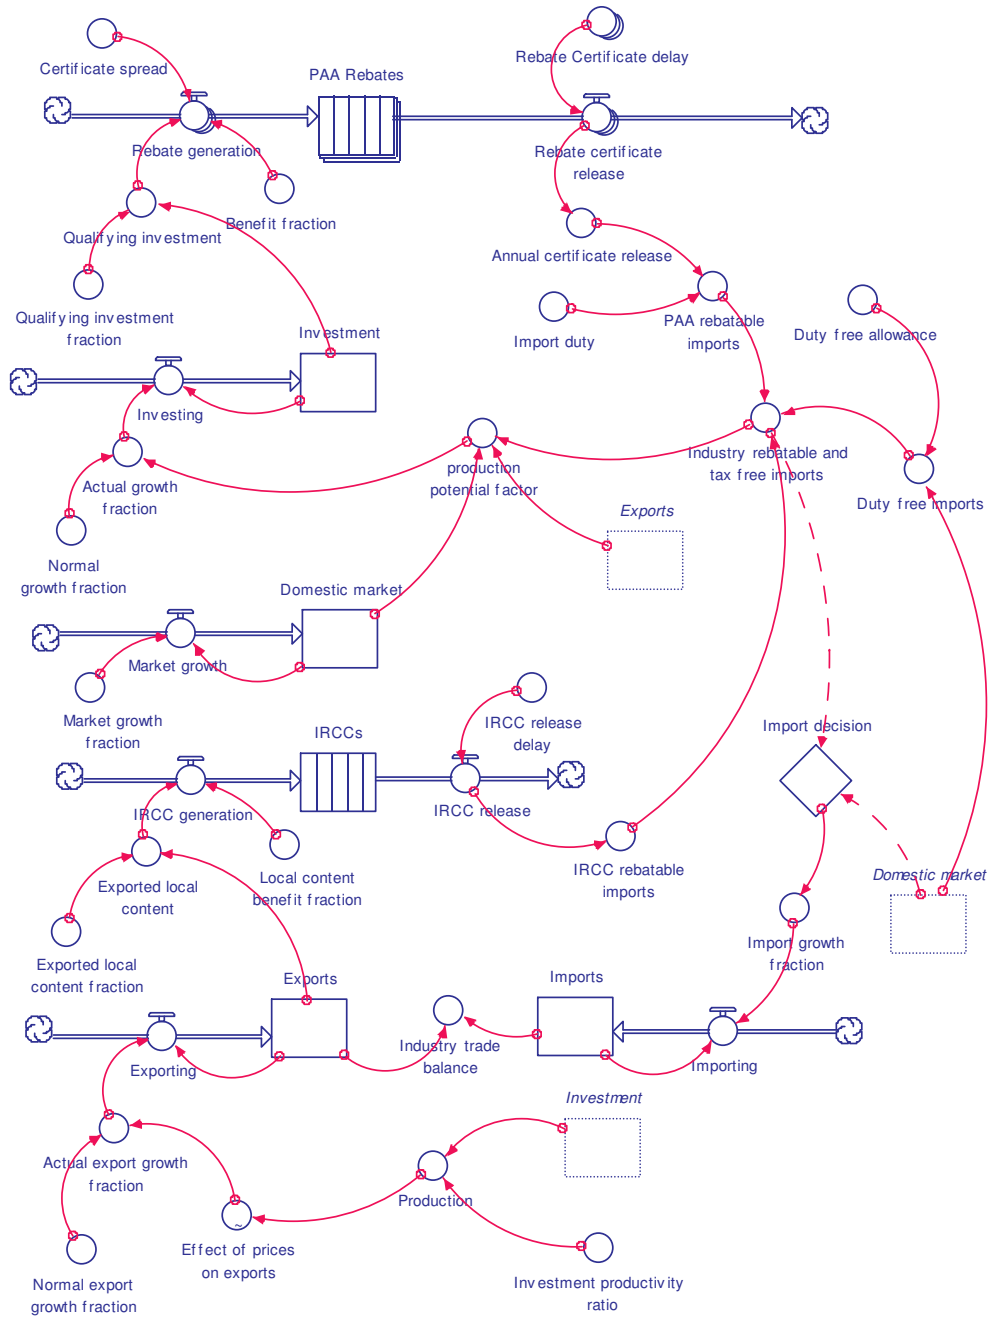 Rebate Certificate delay
Certificate spread
PAA Rebates
Rebate generation
Rebate certificate
release
Benefit fraction
Qualifying investment
Annual certificate release
Qualifying investment
fraction
Import duty
PAA rebatable
imports
Duty free allowance
Investment
Investing
production
potential factor
Industry rebatable and
tax free imports
Actual growth
fraction
Duty free imports
Exports
Normal
growth fraction
Domestic market
Market growth
Market growth
fraction
IRCC release
delay
Import decision
IRCCs
IRCC generation
IRCC release
Local content
benefit fraction
IRCC rebatable
imports
Domestic market
Exported local
content
Import growth
fraction
Exported local
content fraction
Exports
Imports
Industry trade
balance
Exporting
Importing
Investment
Actual export growth
fraction
Production
Effect of prices
on exports
Normal export
growth fraction
Investment productivity
ratio